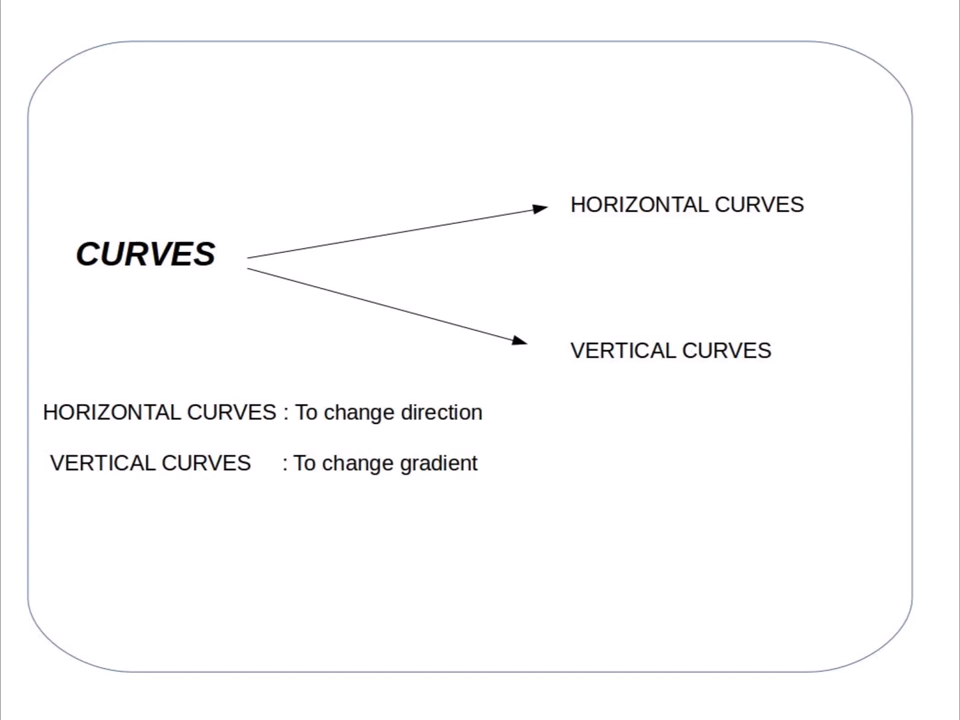 HORIZONTAL CURVES
CURVES
VERTICAL CURVES
HORIZONTAL CURVES : To change direction
VERTICAL CURVES : To change gradient